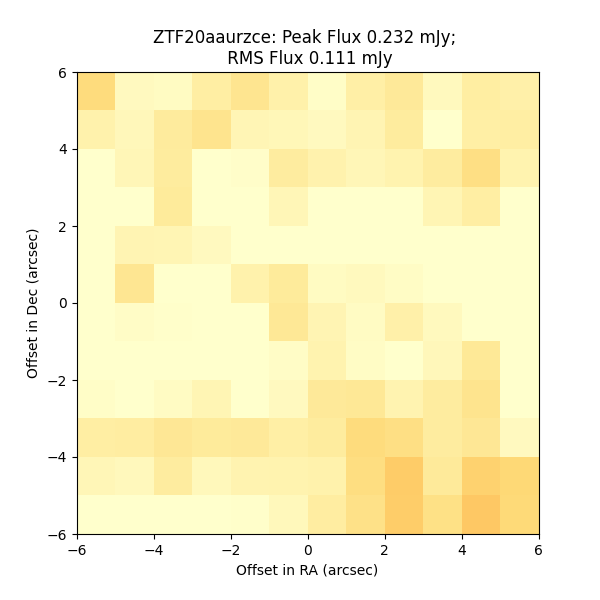 ZTF20aaurzce: Peak Flux 0.232 mJy;
RMS Flux 0.111 mJy
6
4
2
0
−2
−4
−6
Offset in Dec (arcsec)
−6 −4 −2 0 2 4 6
Offset in RA (arcsec)